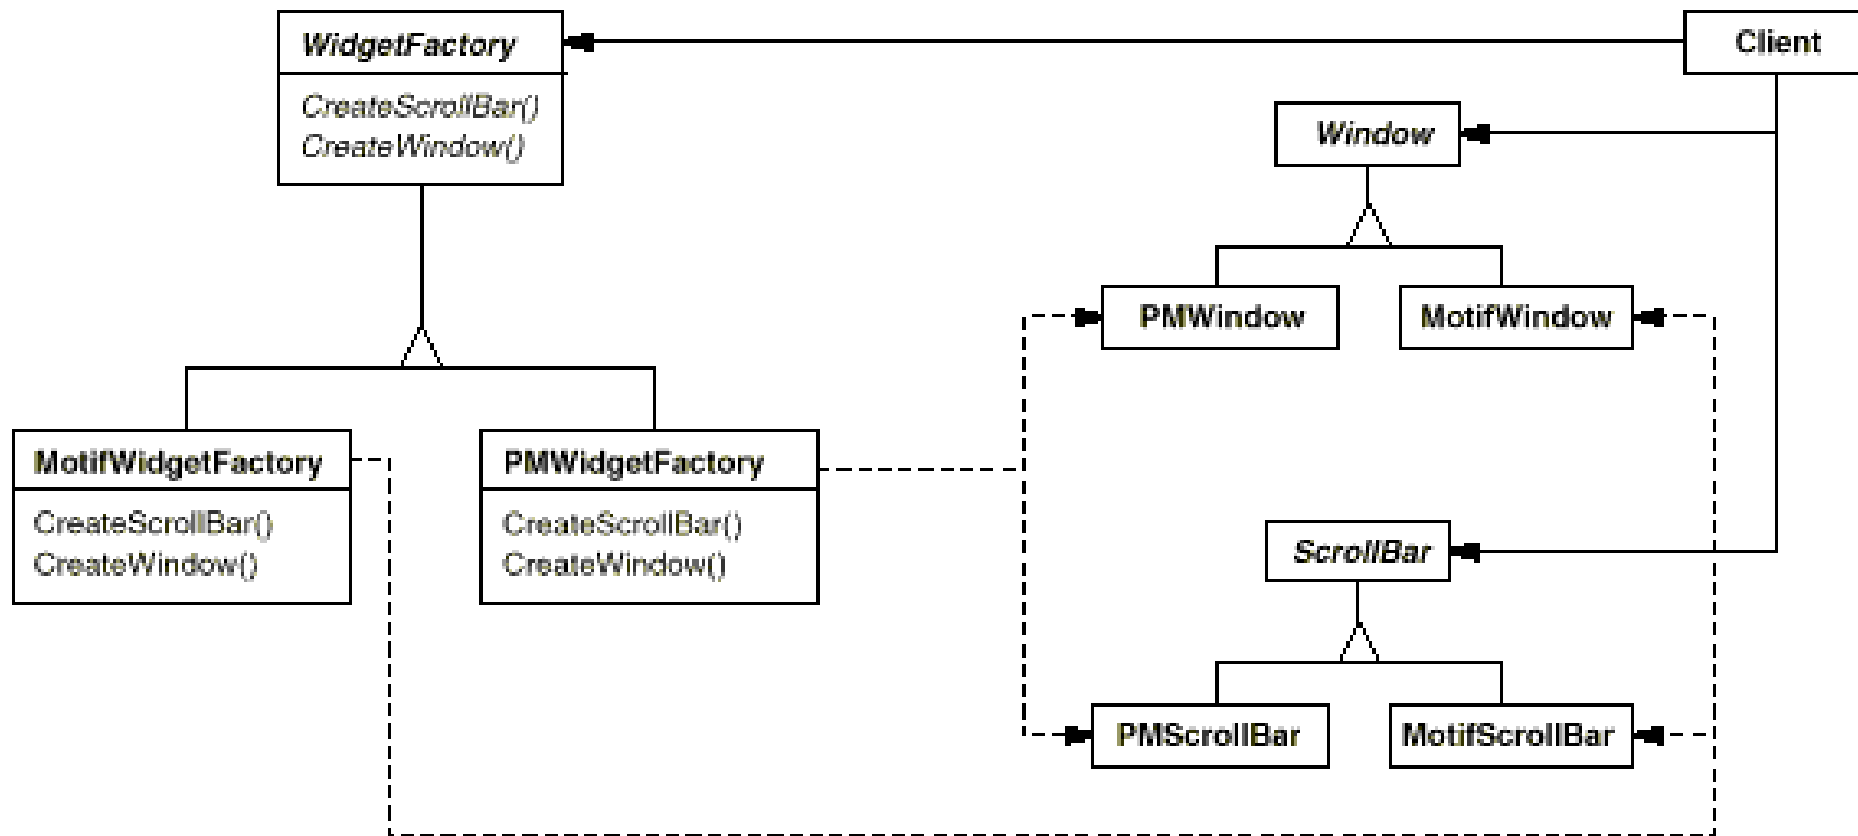 WidgetFactory
CreateScrollBar()
CreateWindow()
Client
Window
PMWindow
MotifWindow
MotifWidgetFactory
CreateScrollBar()
CreateWindow()
PMWidgetFactory
CreateScrollBar()
CreateWindow()
ScrollBar
PMScrollBar
MotifScrollBar